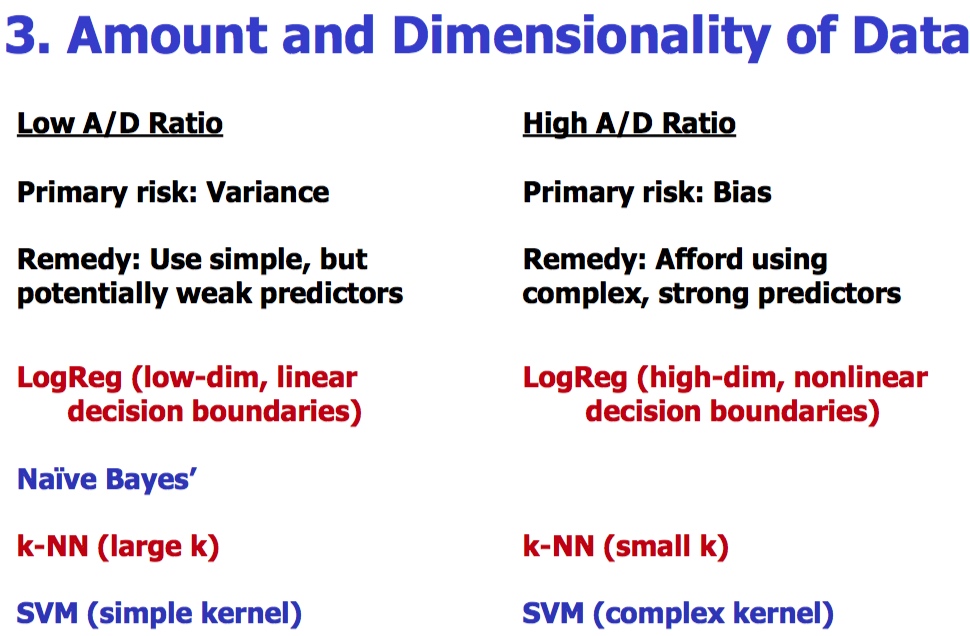 3. Amount and Dimensionality of Data
Low A/D Ratio
Primary risk: Variance
Remedy: Use simple, but
potentially weak predictors
LogReg (low-dim, linear
decision boundaries)
Naïve Bayes’
k-NN (large k)
SVM (simple kernel)
High A/D Ratio
Primary risk: Bias
Remedy: Afford using
complex, strong predictors
LogReg (high-dim, nonlinear
decision boundaries)
k-NN (small k)
SVM (complex kernel)